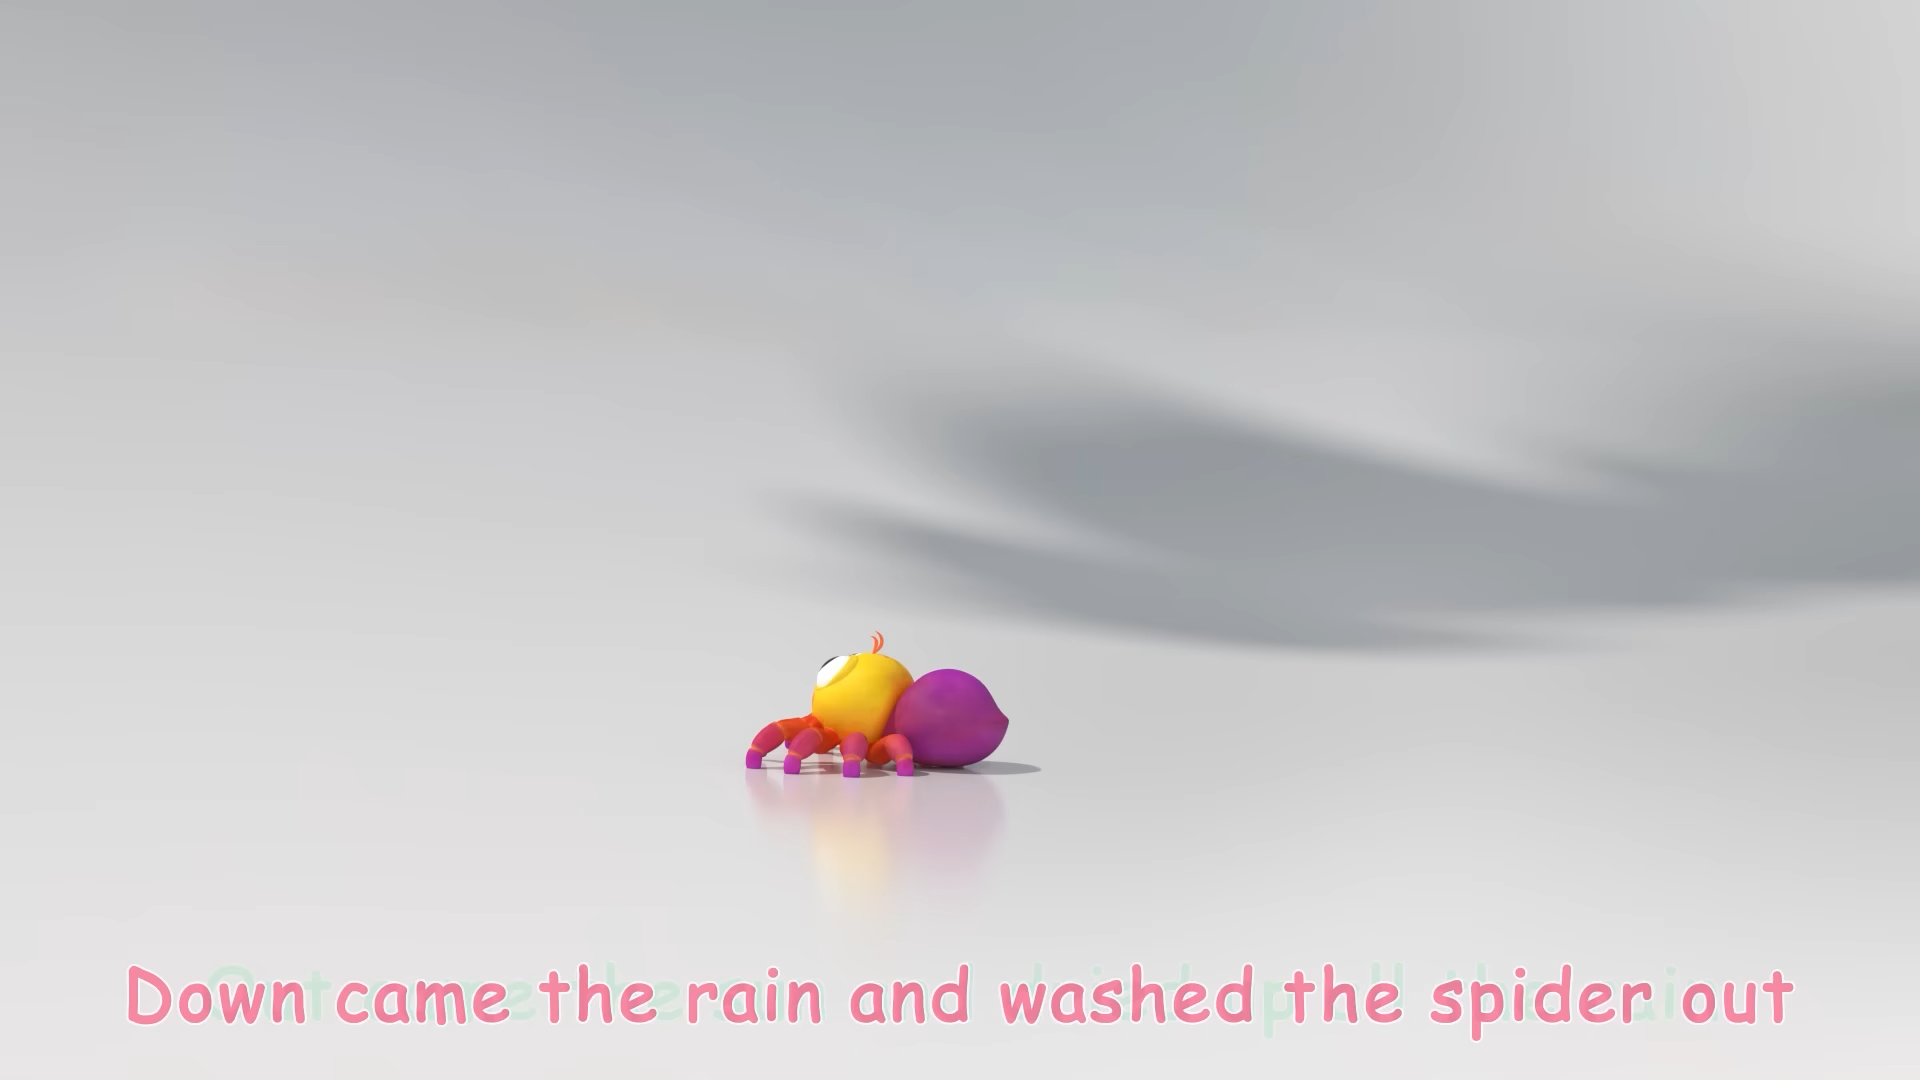 Down came the rain and washed the spider out